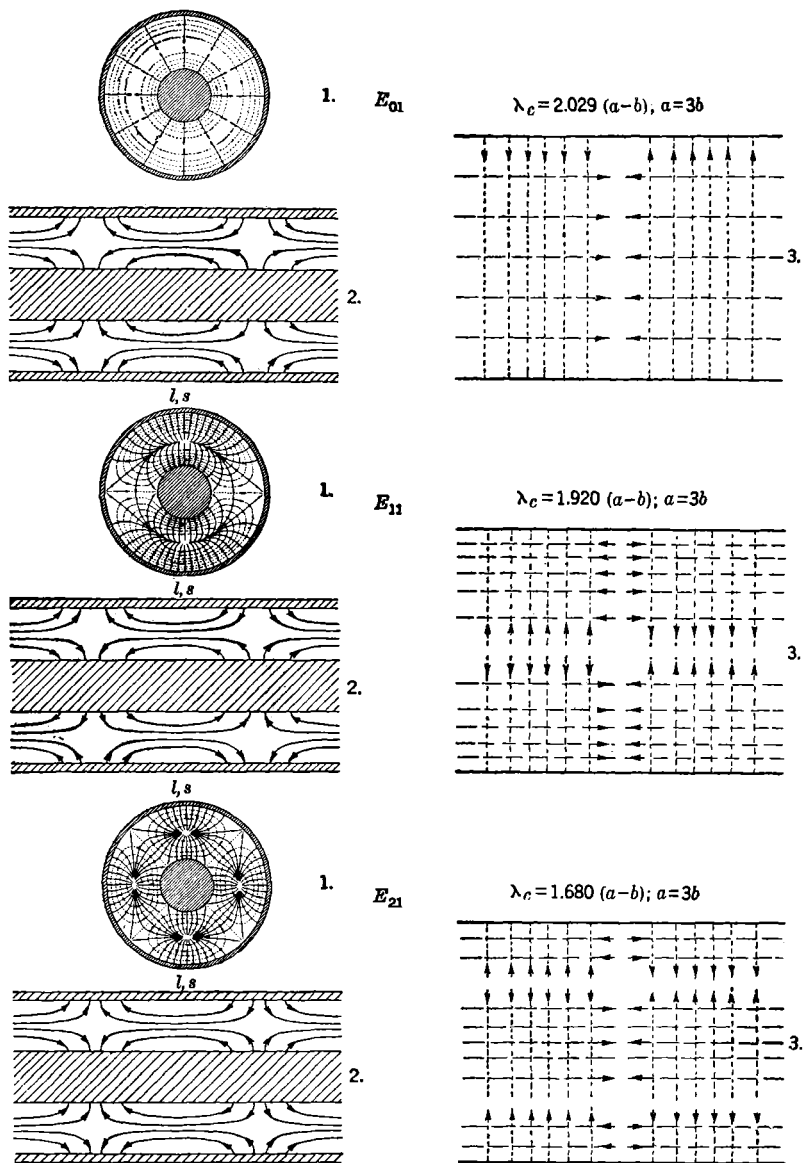 1. E₀₁ λc=2.029 (a-b); a=3b
2.
3.
l, s
1. E₁₁ λc=1.920 (a-b); a=3b
l, s
2.
3.
l, s
1. E₂₁ λc=1.680 (a-b); a=3b
l, s
2.
3.